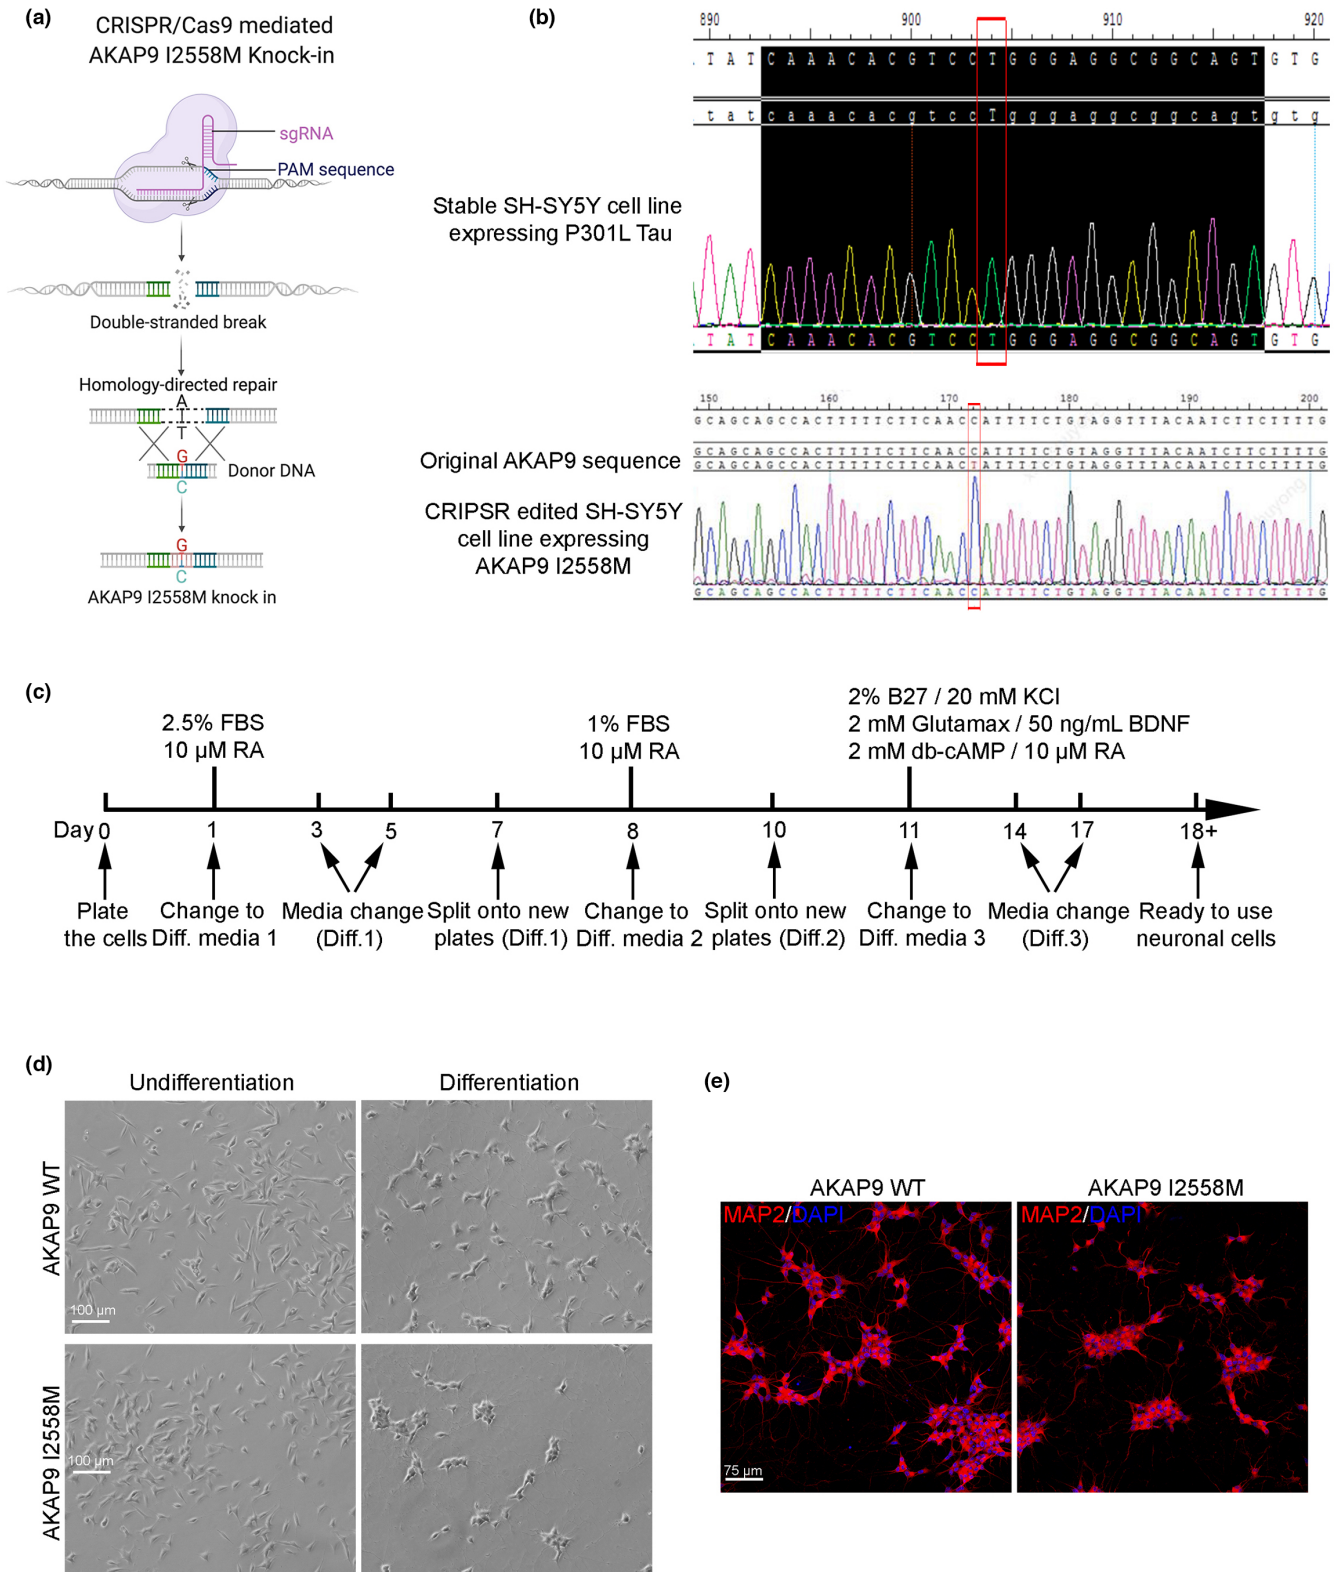 (a)
CRISPR/Cas9 mediated
AKAP9 I2558M Knock-in
sgRNA
PAM sequence
Double-stranded break
Homology-directed repair
A
T
G
C
Donor DNA
G
C
AKAP9 I2558M knock in
(b)
890 900 910 920
T A T C A A A C A C G T C C T G G G A G G C G G C A G T G T G
t a t c a a a c a c g t c c T g g g a g g c g g c a g t g t g
Stable SH-SY5Y cell line
expressing P301L Tau
T A T C A A A C A C G T C C T G G G A G G C G G C A G T G T G
150 160 170 180 190 200
G C A G C A G C C A C T T T T T C T T C A A C C A T T T T C T G T A G G T T T A C A A T C T T C T T T T G
Original AKAP9 sequence
G C A G C A G C C A C T T T T T C T T C A A C C A T T T T C T G T A G G T T T A C A A T C T T C T T T T G
G C A G C A G C C A C T T T T T C T T C A A C T A T T T T C T G T A G G T T T A C A A T C T T C T T T T G
CRIPSR edited SH-SY5Y
cell line expressing
AKAP9 I2558M
G C A G C A G C C A C T T T T T C T T C A A C C A T T T T C T G T A G G T T T A C A A T C T T C T T T T G
(c)
2.5% FBS
10 µM RA
1% FBS
10 µM RA
2% B27 / 20 mM KCl
2 mM Glutamax / 50 ng/mL BDNF
2 mM db-cAMP / 10 µM RA
Day 0 1 3 5 7 8 10 11 14 17 18+
Plate
the cells
Change to
Diff. media 1
Media change
(Diff.1)
Split onto new
plates (Diff.1)
Change to
Diff. media 2
Split onto new
plates (Diff.2)
Change to
Diff. media 3
Media change
(Diff.3)
Ready to use
neuronal cells
(d)
Undifferentiation
Differentiation
AKAP9 WT
100 µm
AKAP9 I2558M
100 µm
(e)
AKAP9 WT
AKAP9 I2558M
MAP2/DAPI
MAP2/DAPI
75 µm